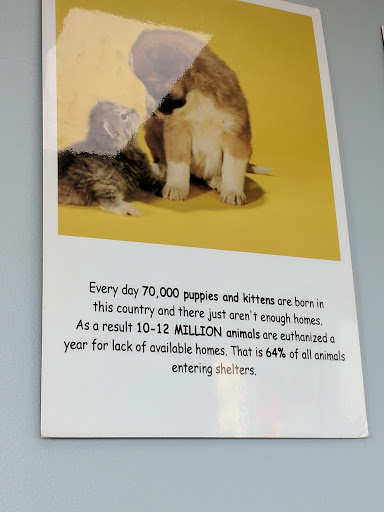 Every day 70,000 puppies and kittens are born in
this country and there just aren't enough homes.
As a result 10-12 MILLION animals are euthanized a
year for lack of available homes. That is 64% of all animals
entering shelters.